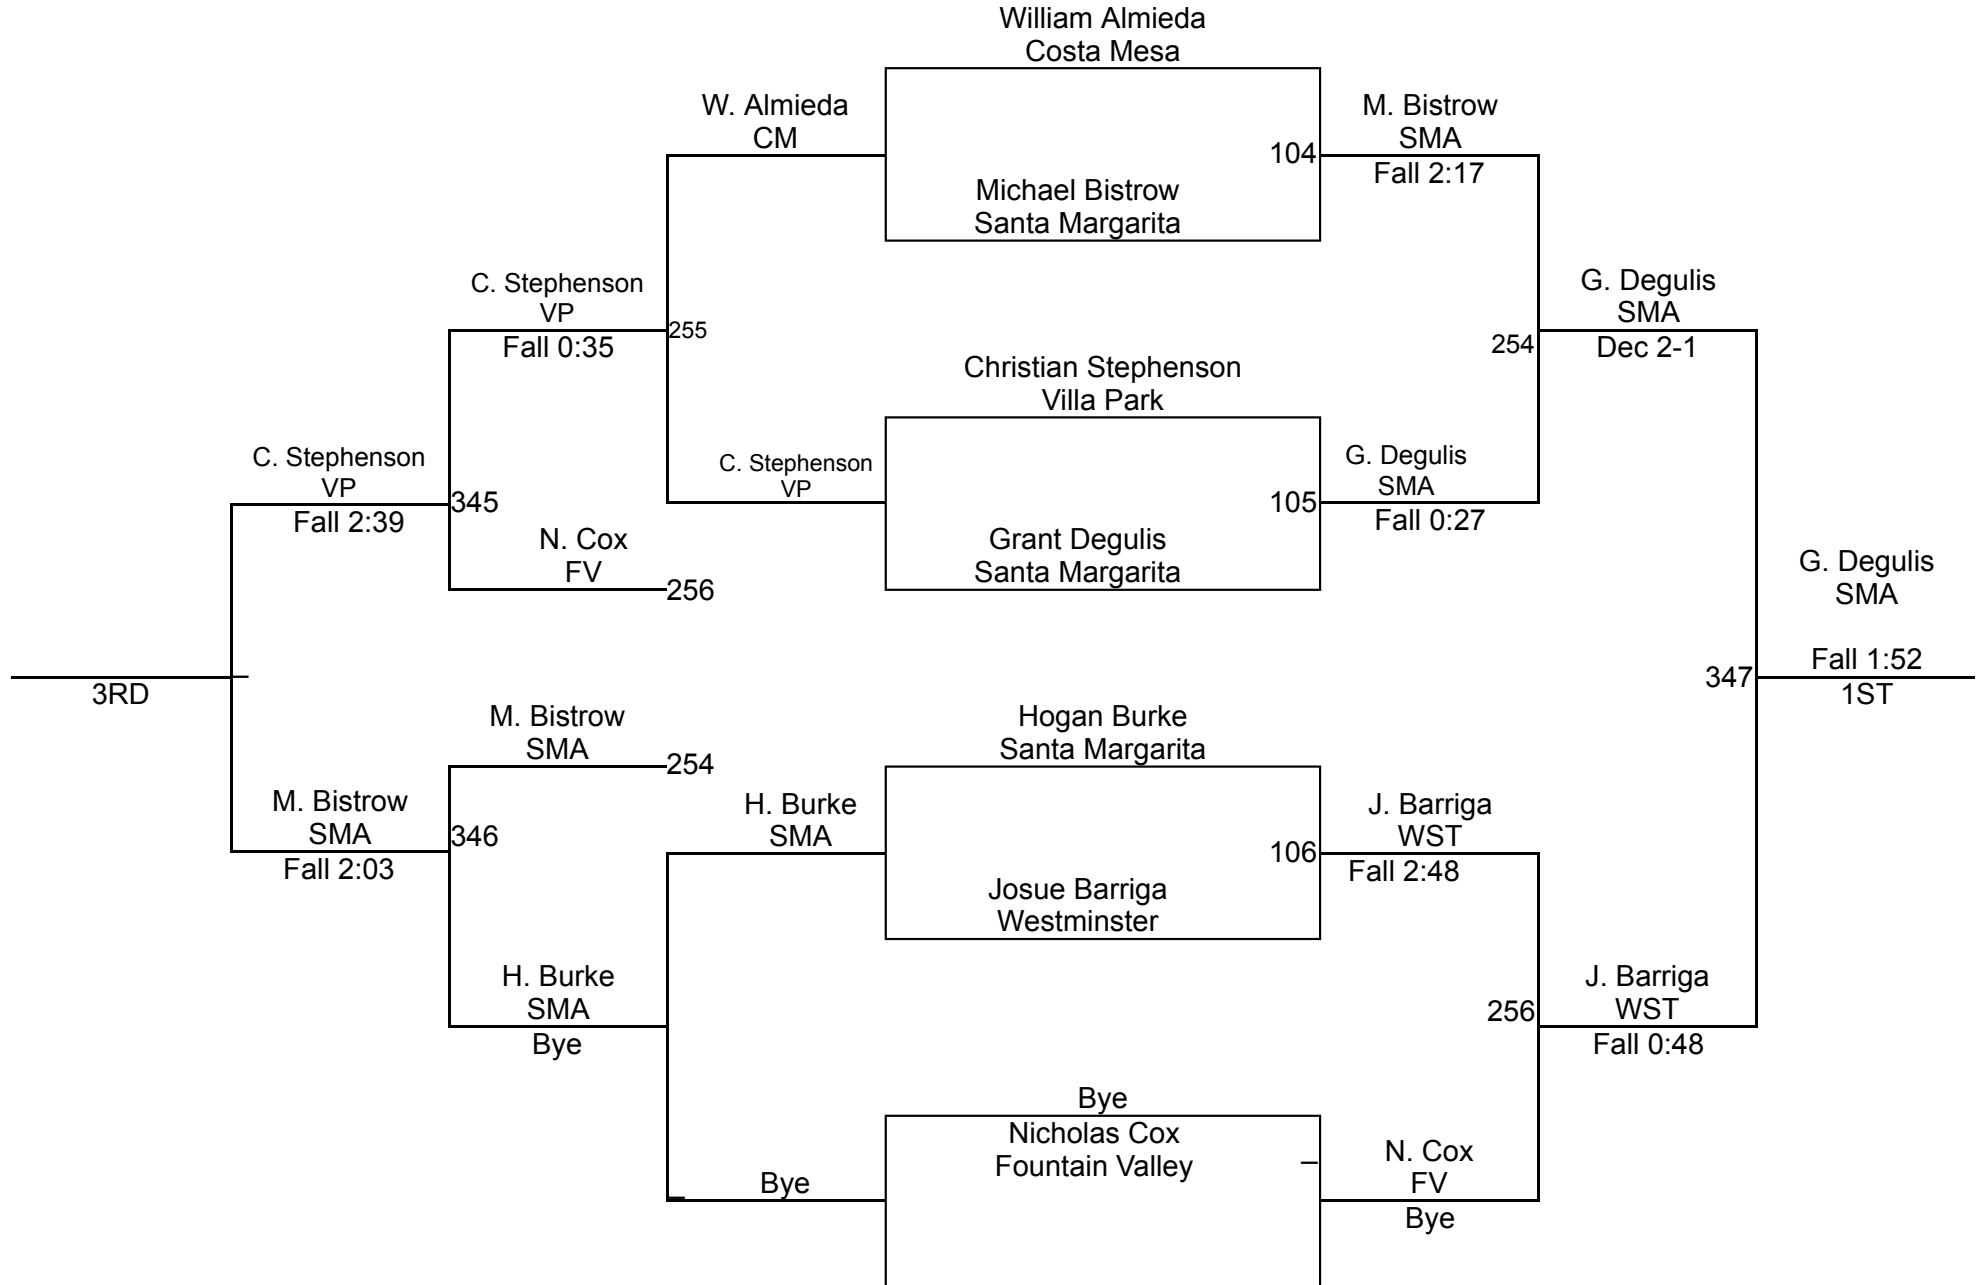 William Almieda
Costa Mesa
W. Almieda
CM
M. Bistrow
SMA
104
Fall 2:17
Michael Bistrow
Santa Margarita
C. Stephenson
VP
Fall 0:35
255
G. Degulis
SMA
Dec 2-1
254
Christian Stephenson
Villa Park
C. Stephenson
VP
Fall 2:39
345
C. Stephenson
VP
G. Degulis
SMA
105
Fall 0:27
N. Cox
FV
256
Grant Degulis
Santa Margarita
G. Degulis
SMA
Fall 1:52
1ST
347
3RD
M. Bistrow
SMA
254
Hogan Burke
Santa Margarita
M. Bistrow
SMA
Fall 2:03
346
H. Burke
SMA
J. Barriga
WST
106
Fall 2:48
Josue Barriga
Westminster
H. Burke
SMA
Bye
256
J. Barriga
WST
Fall 0:48
Bye
Nicholas Cox
Fountain Valley
Bye
N. Cox
FV
Bye